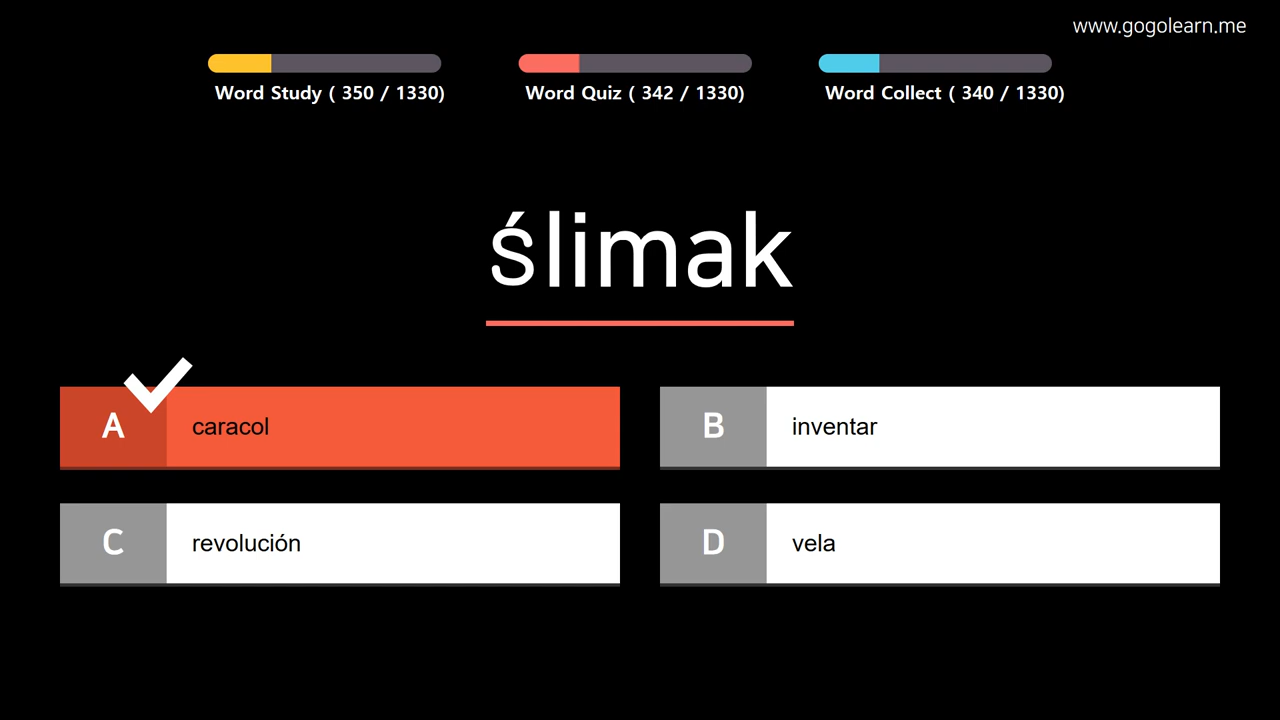 www.gogolearn.me
Word Study ( 350 / 1330)
Word Quiz ( 342 / 1330)
Word Collect ( 340 / 1330)
ślimak
A caracol
B inventar
C revolución
D vela